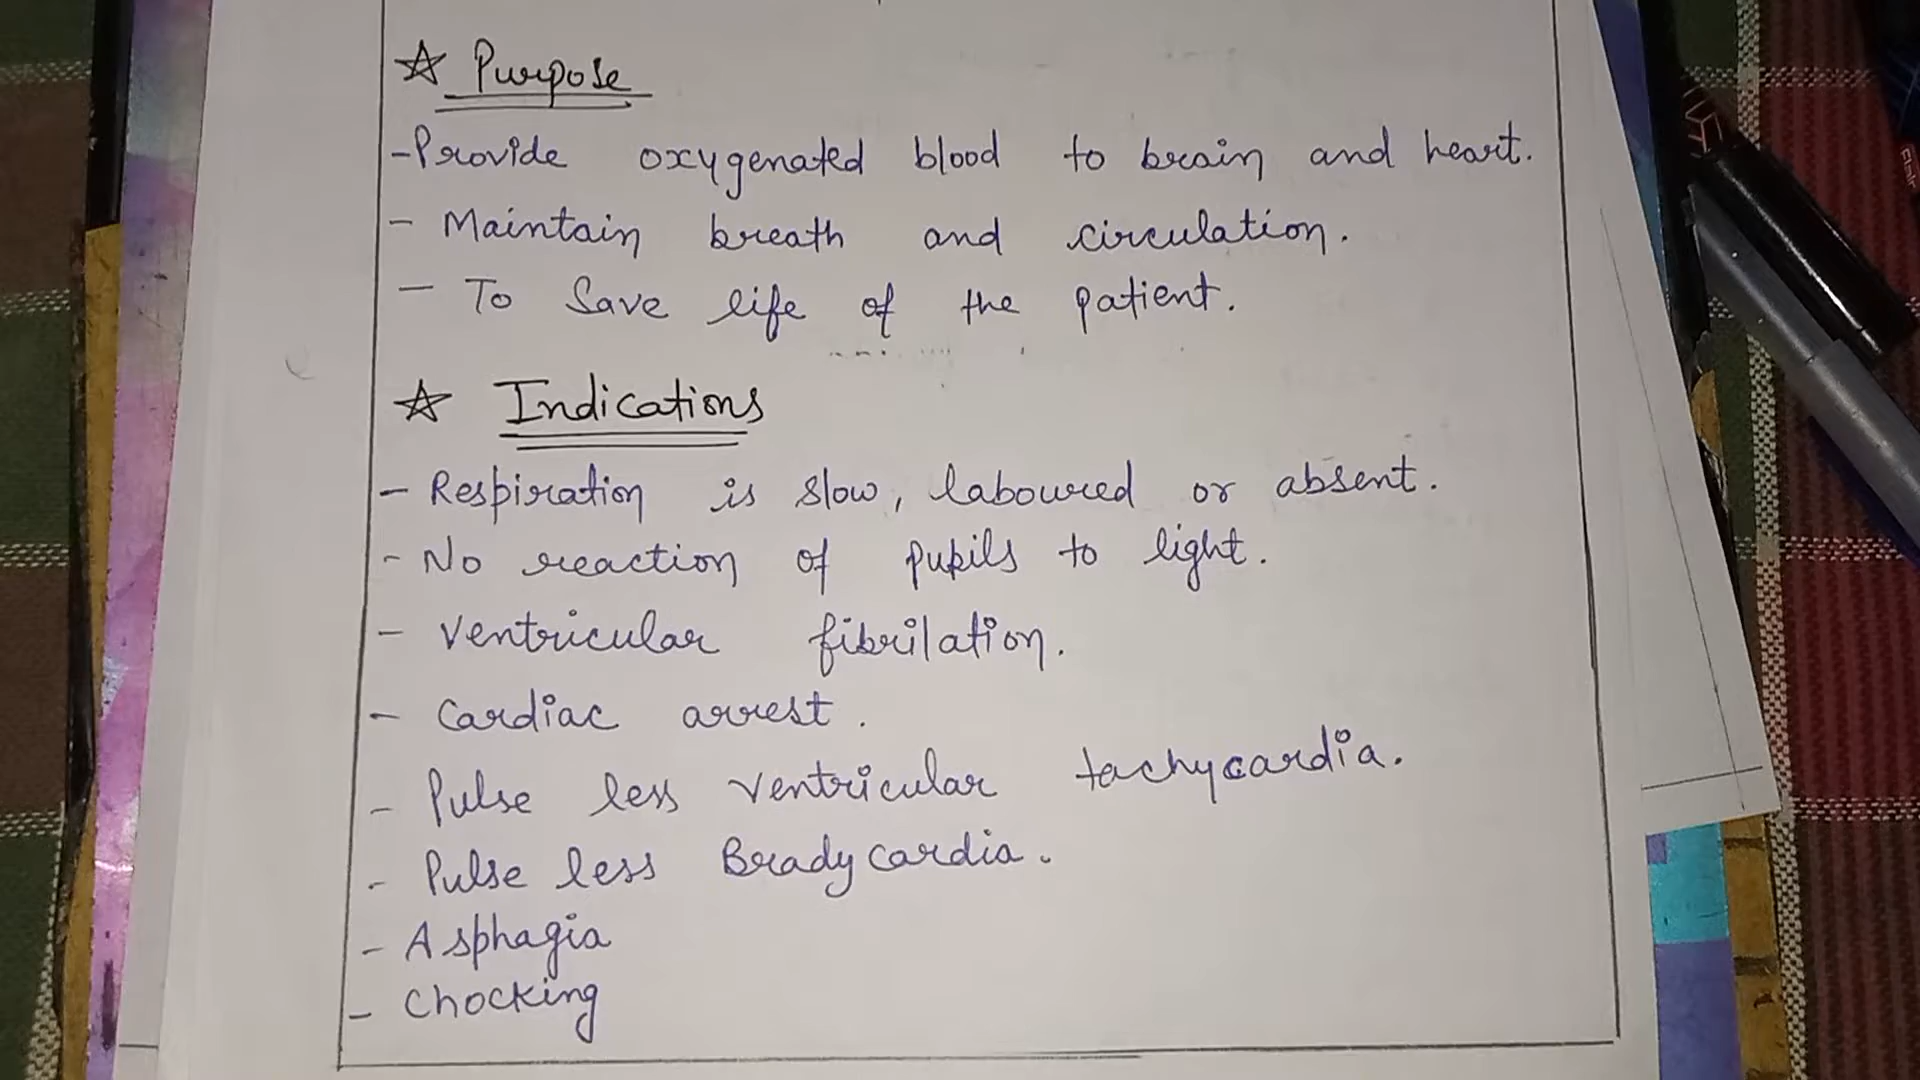 ☆ Purpose
-Provide oxygenated blood to brain and heart.
- Maintain breath and circulation.
- To Save life of the patient.
☆ Indications
- Respiration is slow, laboured or absent.
- No reaction of pupils to light.
- Ventricular fibrilation.
- Cardiac arrest.
- Pulse less ventricular tachycardia.
- Pulse less Bradycardia.
- Asphagia
- Chocking
Flair